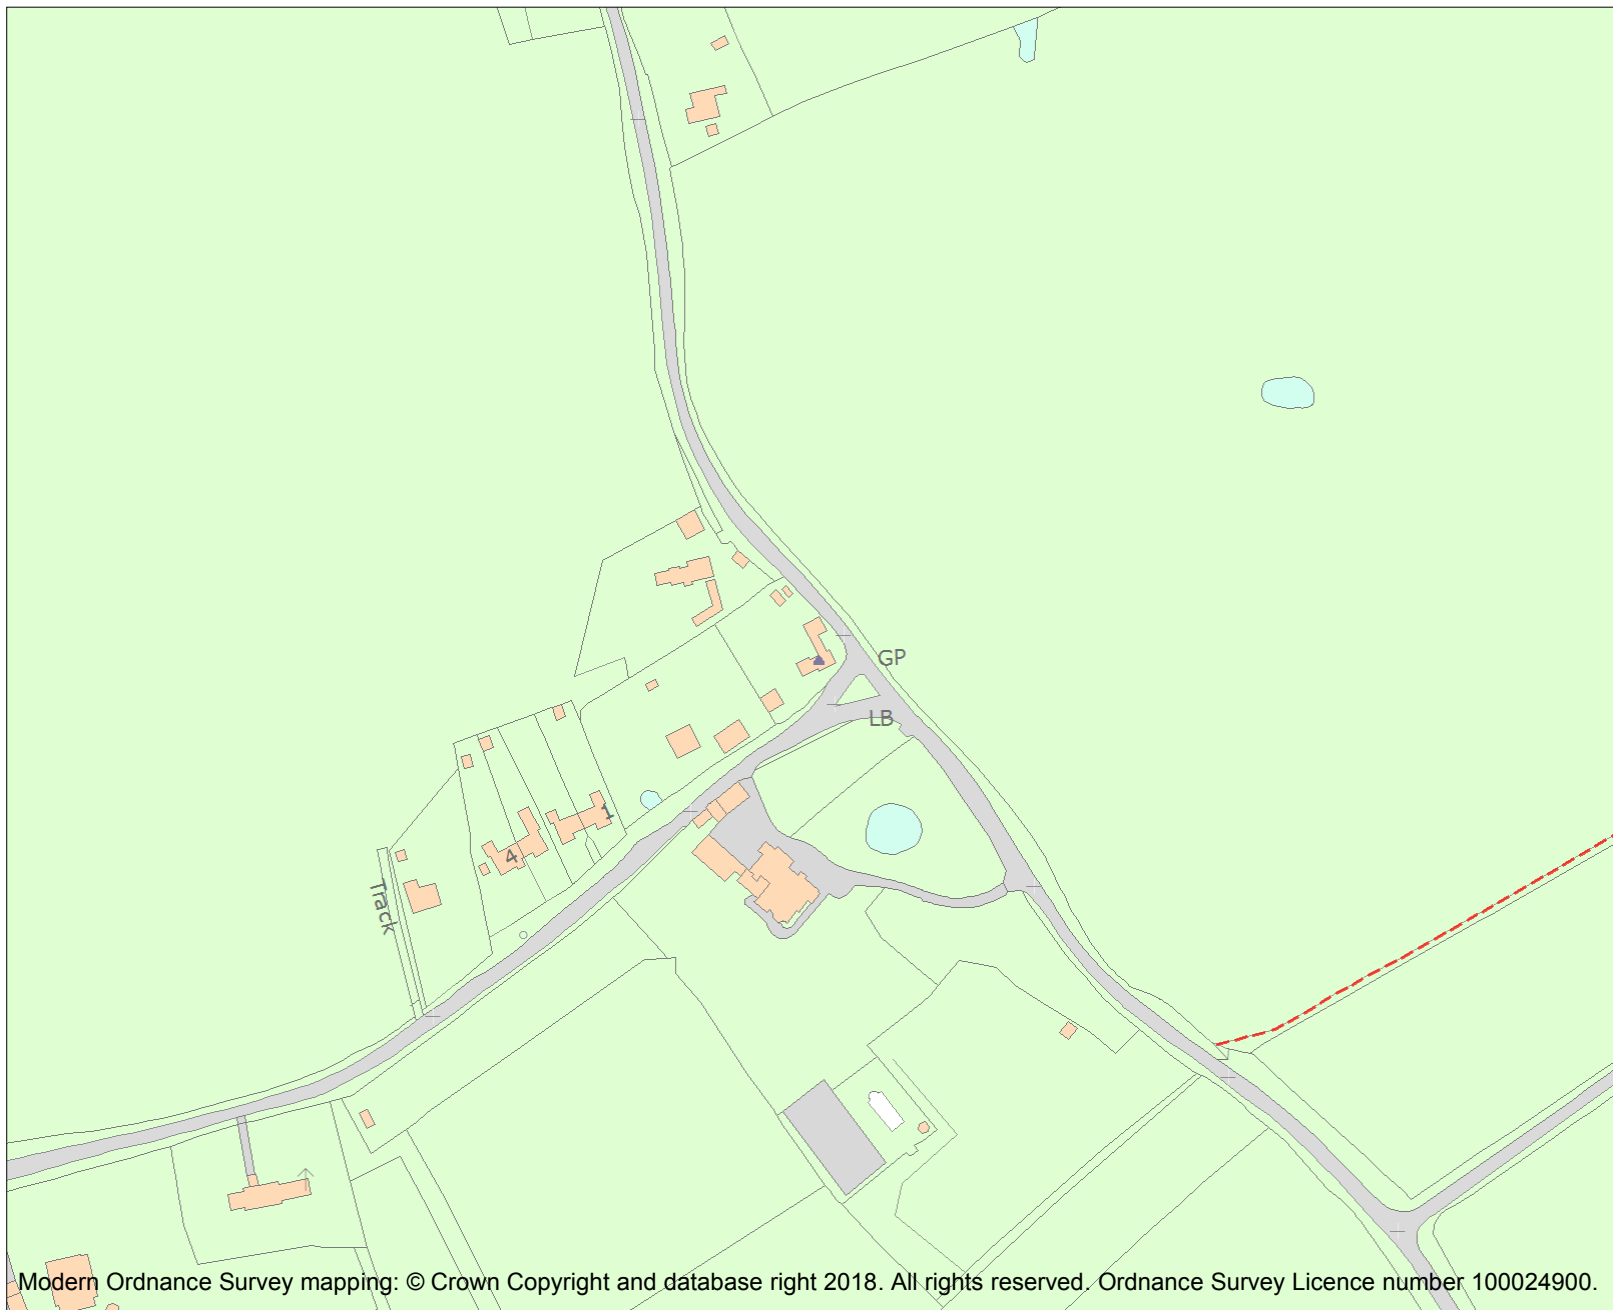 GP
LB
1
4
Track
Modern Ordnance Survey mapping: © Crown Copyright and database right 2018. All rights reserved. Ordnance Survey Licence number 100024900.